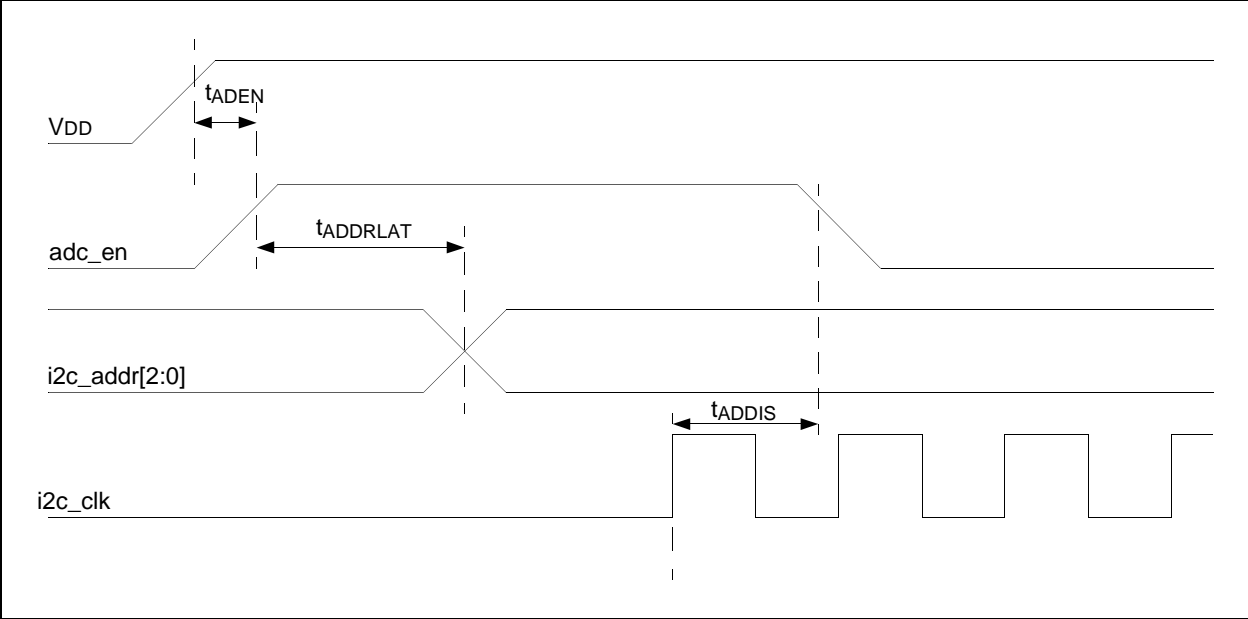 tADEN
VDD
tADDRLAT
adc_en
i2c_addr[2:0]
tADDIS
i2c_clk